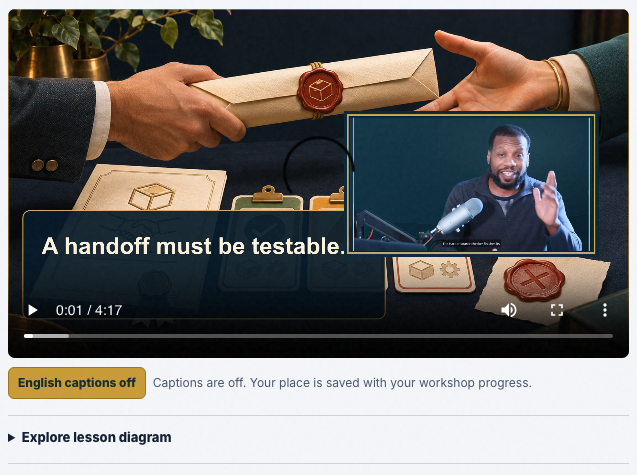 A handoff must be testable.
0:01 / 4:17
English captions off
Captions are off. Your place is saved with your workshop progress.
Explore lesson diagram